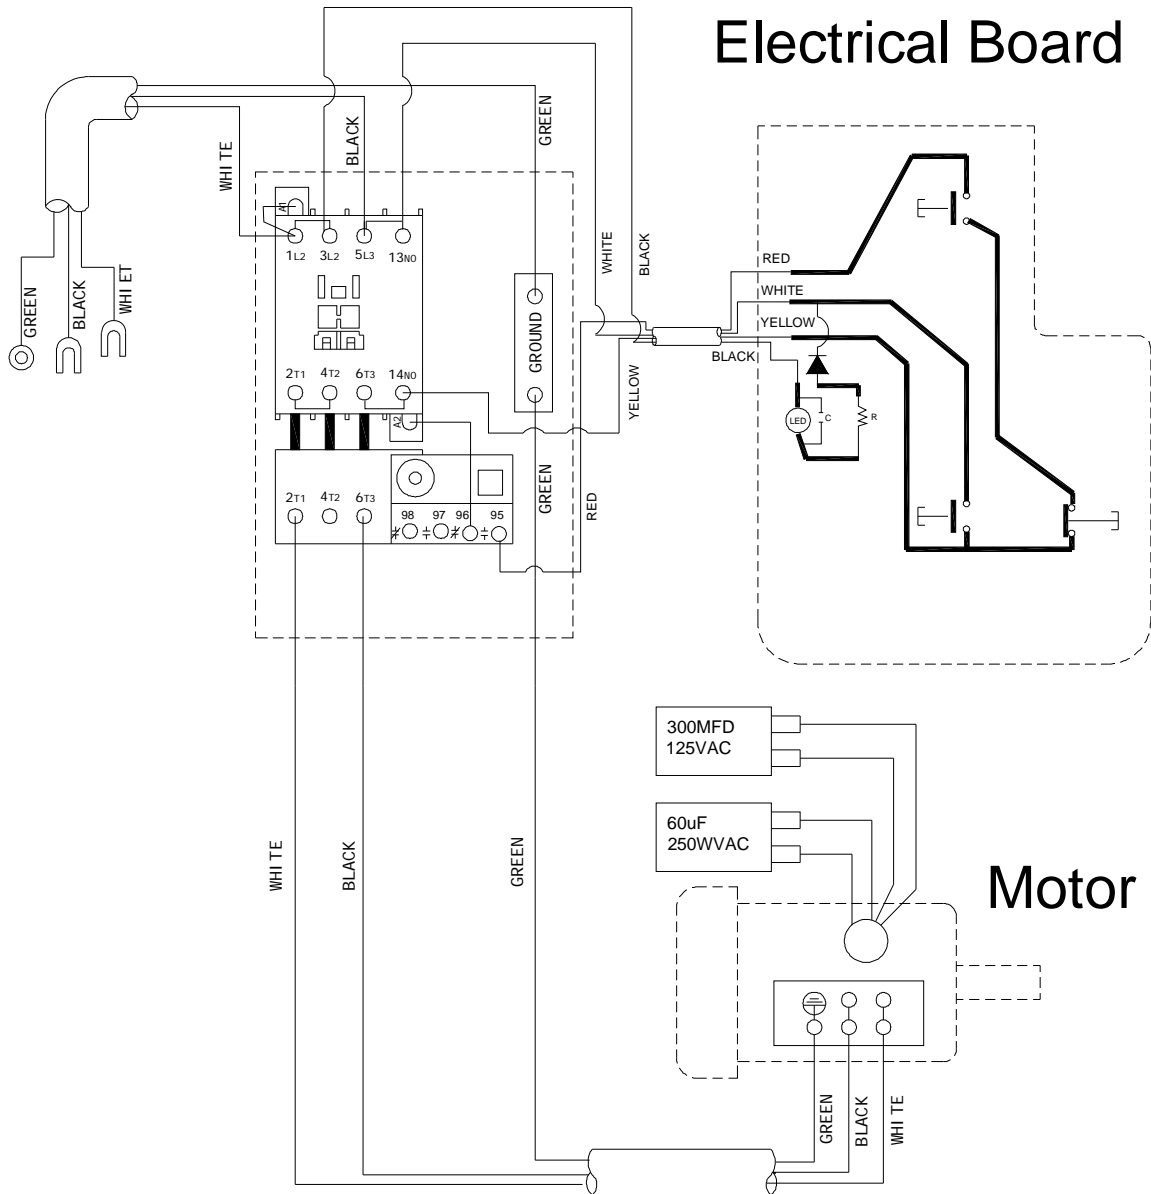 Electrical Board
GREEN
BLACK
WHITE
A1
1L2 3L2 5L3 13NO
WHITE
BLACK
GREEN
BLACK
WHIET
GROUND
RED
WHITE
YELLOW
BLACK
YELLOW
2T1 4T2 6T3 14NO
A2
LED
C
R
GREEN
RED
2T1 4T2 6T3
98 97 96 95
300MFD
125VAC
60uF
250WVAC
WHITE
BLACK
GREEN
Motor
GREEN
BLACK
WHITE